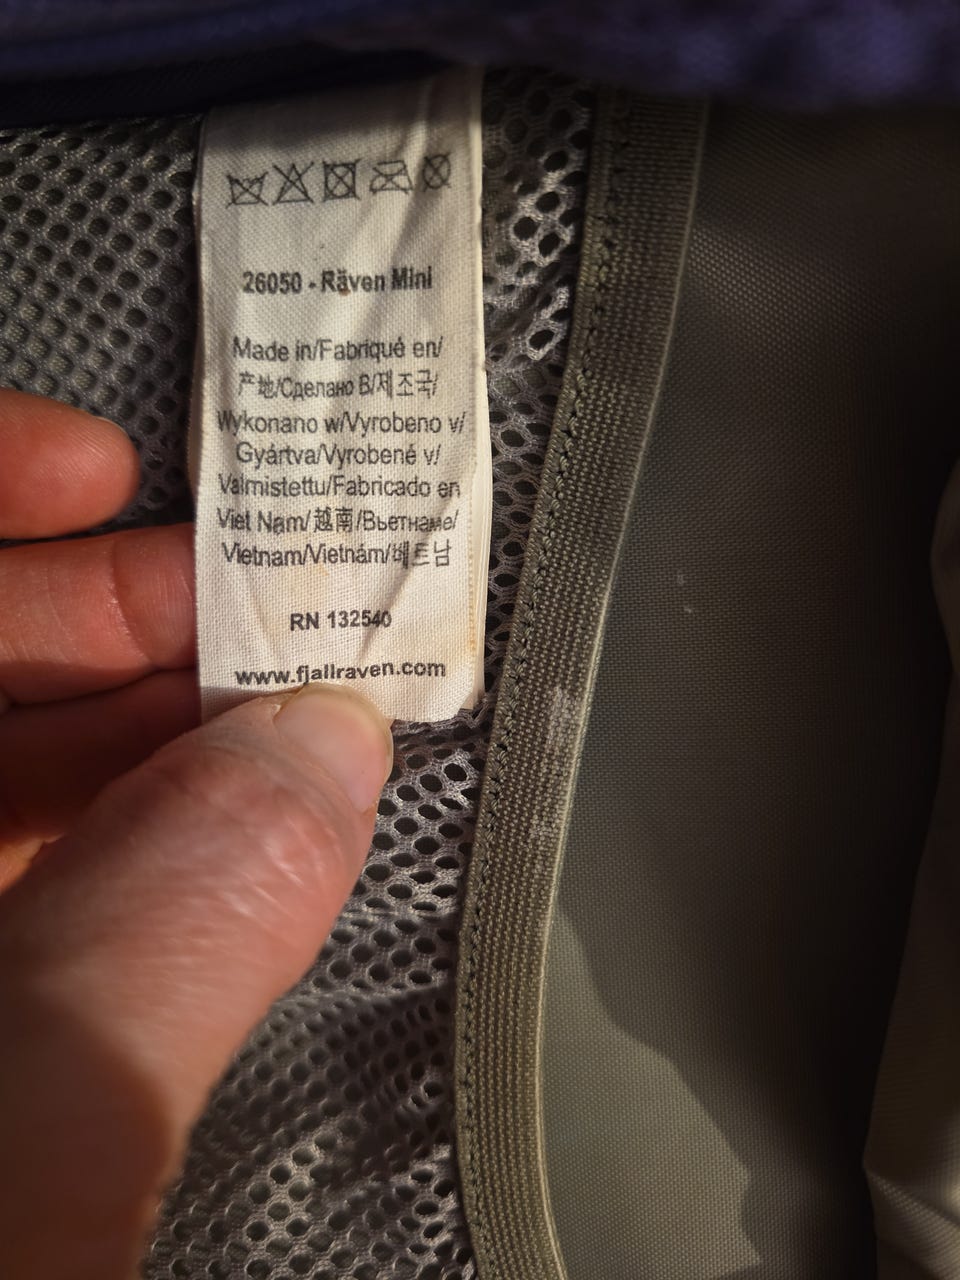 26050 - Räven Mini
Made in/Fabriqué en/
产地/Сделано В/제조국/
Wykonano w/Vyrobeno v/
Gyártva/Vyrobené v/
Valmistettu/Fabricado en
Viet Nam/越南/Вьетнаме/
Vietnam/Vietnám/베트남
RN 132540
www.fjallraven.com